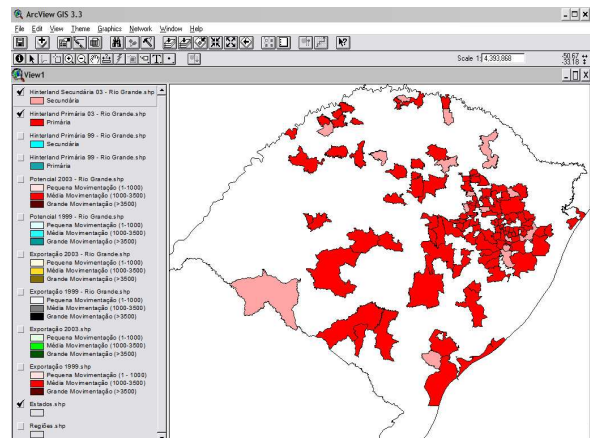 ArcView GIS 3.3
File Edit View Theme Graphics Network Window Help
Scale 1: 4,393,868
-50.67
-33.18
View1
Hinterland Secundária 03 - Rio Grande.shp
Secundária
Hinterland Primária 03 - Rio Grande.shp
Primária
Hinterland Primária 99 - Rio Grande.shp
Secundária
Hinterland Primária 99 - Rio Grande.shp
Primária
Potencial 2003 - Rio Grande.shp
Pequena Movimentação (1-1000)
Média Movimentação (1000-3500)
Grande Movimentação (>3500)
Potencial 1999 - Rio Grande.shp
Pequena Movimentação (1-1000)
Média Movimentação (1000-3500)
Grande Movimentação (>3500)
Exportação 2003 - Rio Grande.shp
Pequena Movimentação (1-1000)
Média Movimentação (1000-3500)
Grande Movimentação (>3500)
Exportação 1999 - Rio Grande.shp
Pequena Movimentação (1-1000)
Média Movimentação (1000-3500)
Grande Movimentação (>3500)
Exportação 2003.shp
Pequena Movimentação (1-1000)
Média Movimentação (1000-3500)
Grande Movimentação (>3500)
Exportação 1999.shp
Pequena Movimentação (1 - 1000)
Média Movimentação (1000-3500)
Grande Movimentação (>3500)
Estados.shp
Regiões.shp